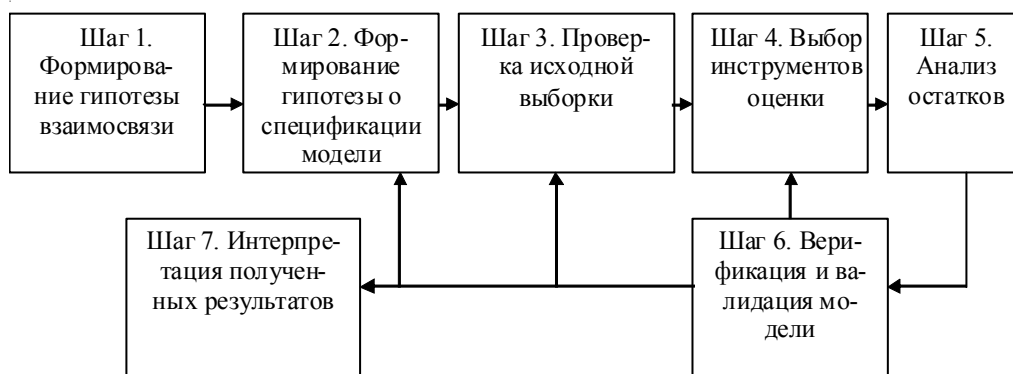 Шаг 1.
Формирова-
ние гипотезы
взаимосвязи
Шаг 2. Фор-
мирование
гипотезы о
спецификации
модели
Шаг 3. Провер-
ка исходной
выборки
Шаг 4. Выбор
инструментов
оценки
Шаг 5.
Анализ
остатков
Шаг 7. Интерпре-
тация получен-
ных результатов
Шаг 6. Вери-
фикация и ва-
лидация мо-
дели